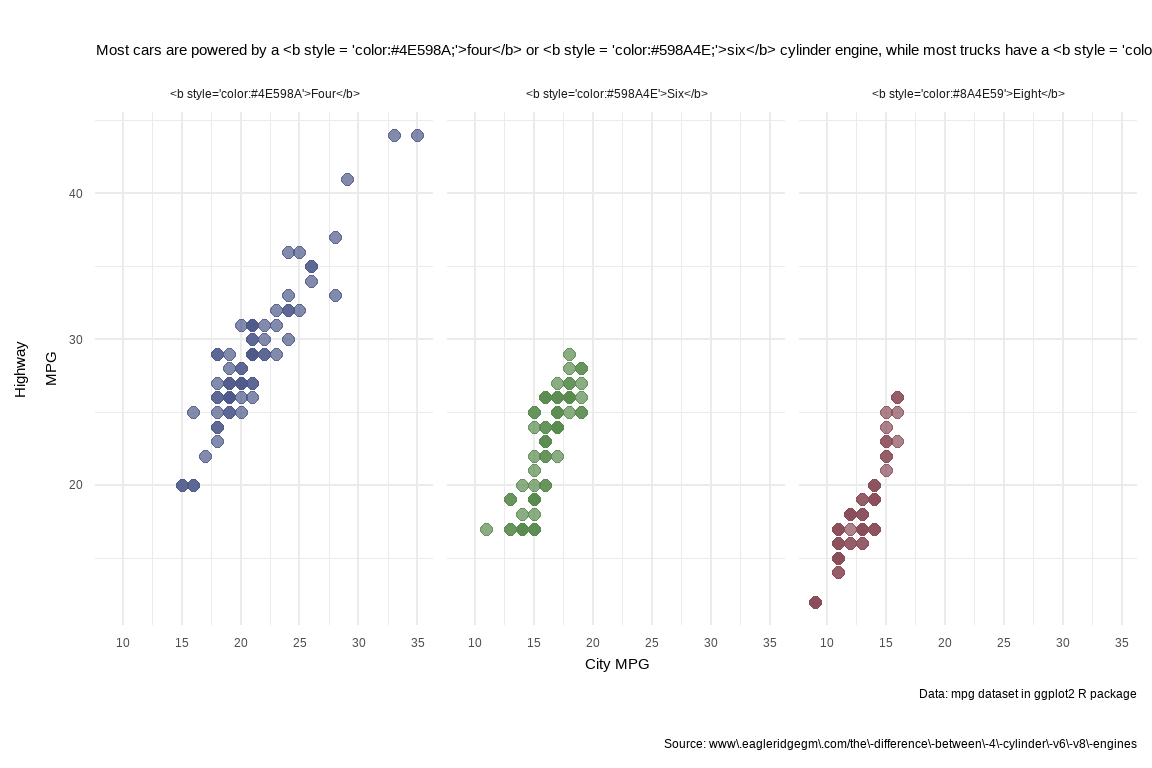 Most cars are powered by a <b style = 'color:#4E598A;'>four</b> or <b style = 'color:#598A4E;'>six</b> cylinder engine, while most trucks have a <b style = 'colo
<b style='color:#4E598A'>Four</b>
<b style='color:#598A4E'>Six</b>
<b style='color:#8A4E59'>Eight</b>
Highway
MPG
40
30
20
10 15 20 25 30 35
10 15 20 25 30 35
10 15 20 25 30 35
City MPG
Data: mpg dataset in ggplot2 R package
Source: www\.eagleridgegm\.com/the\-difference\-between\-4\-cylinder\-v6\-v8\-engines